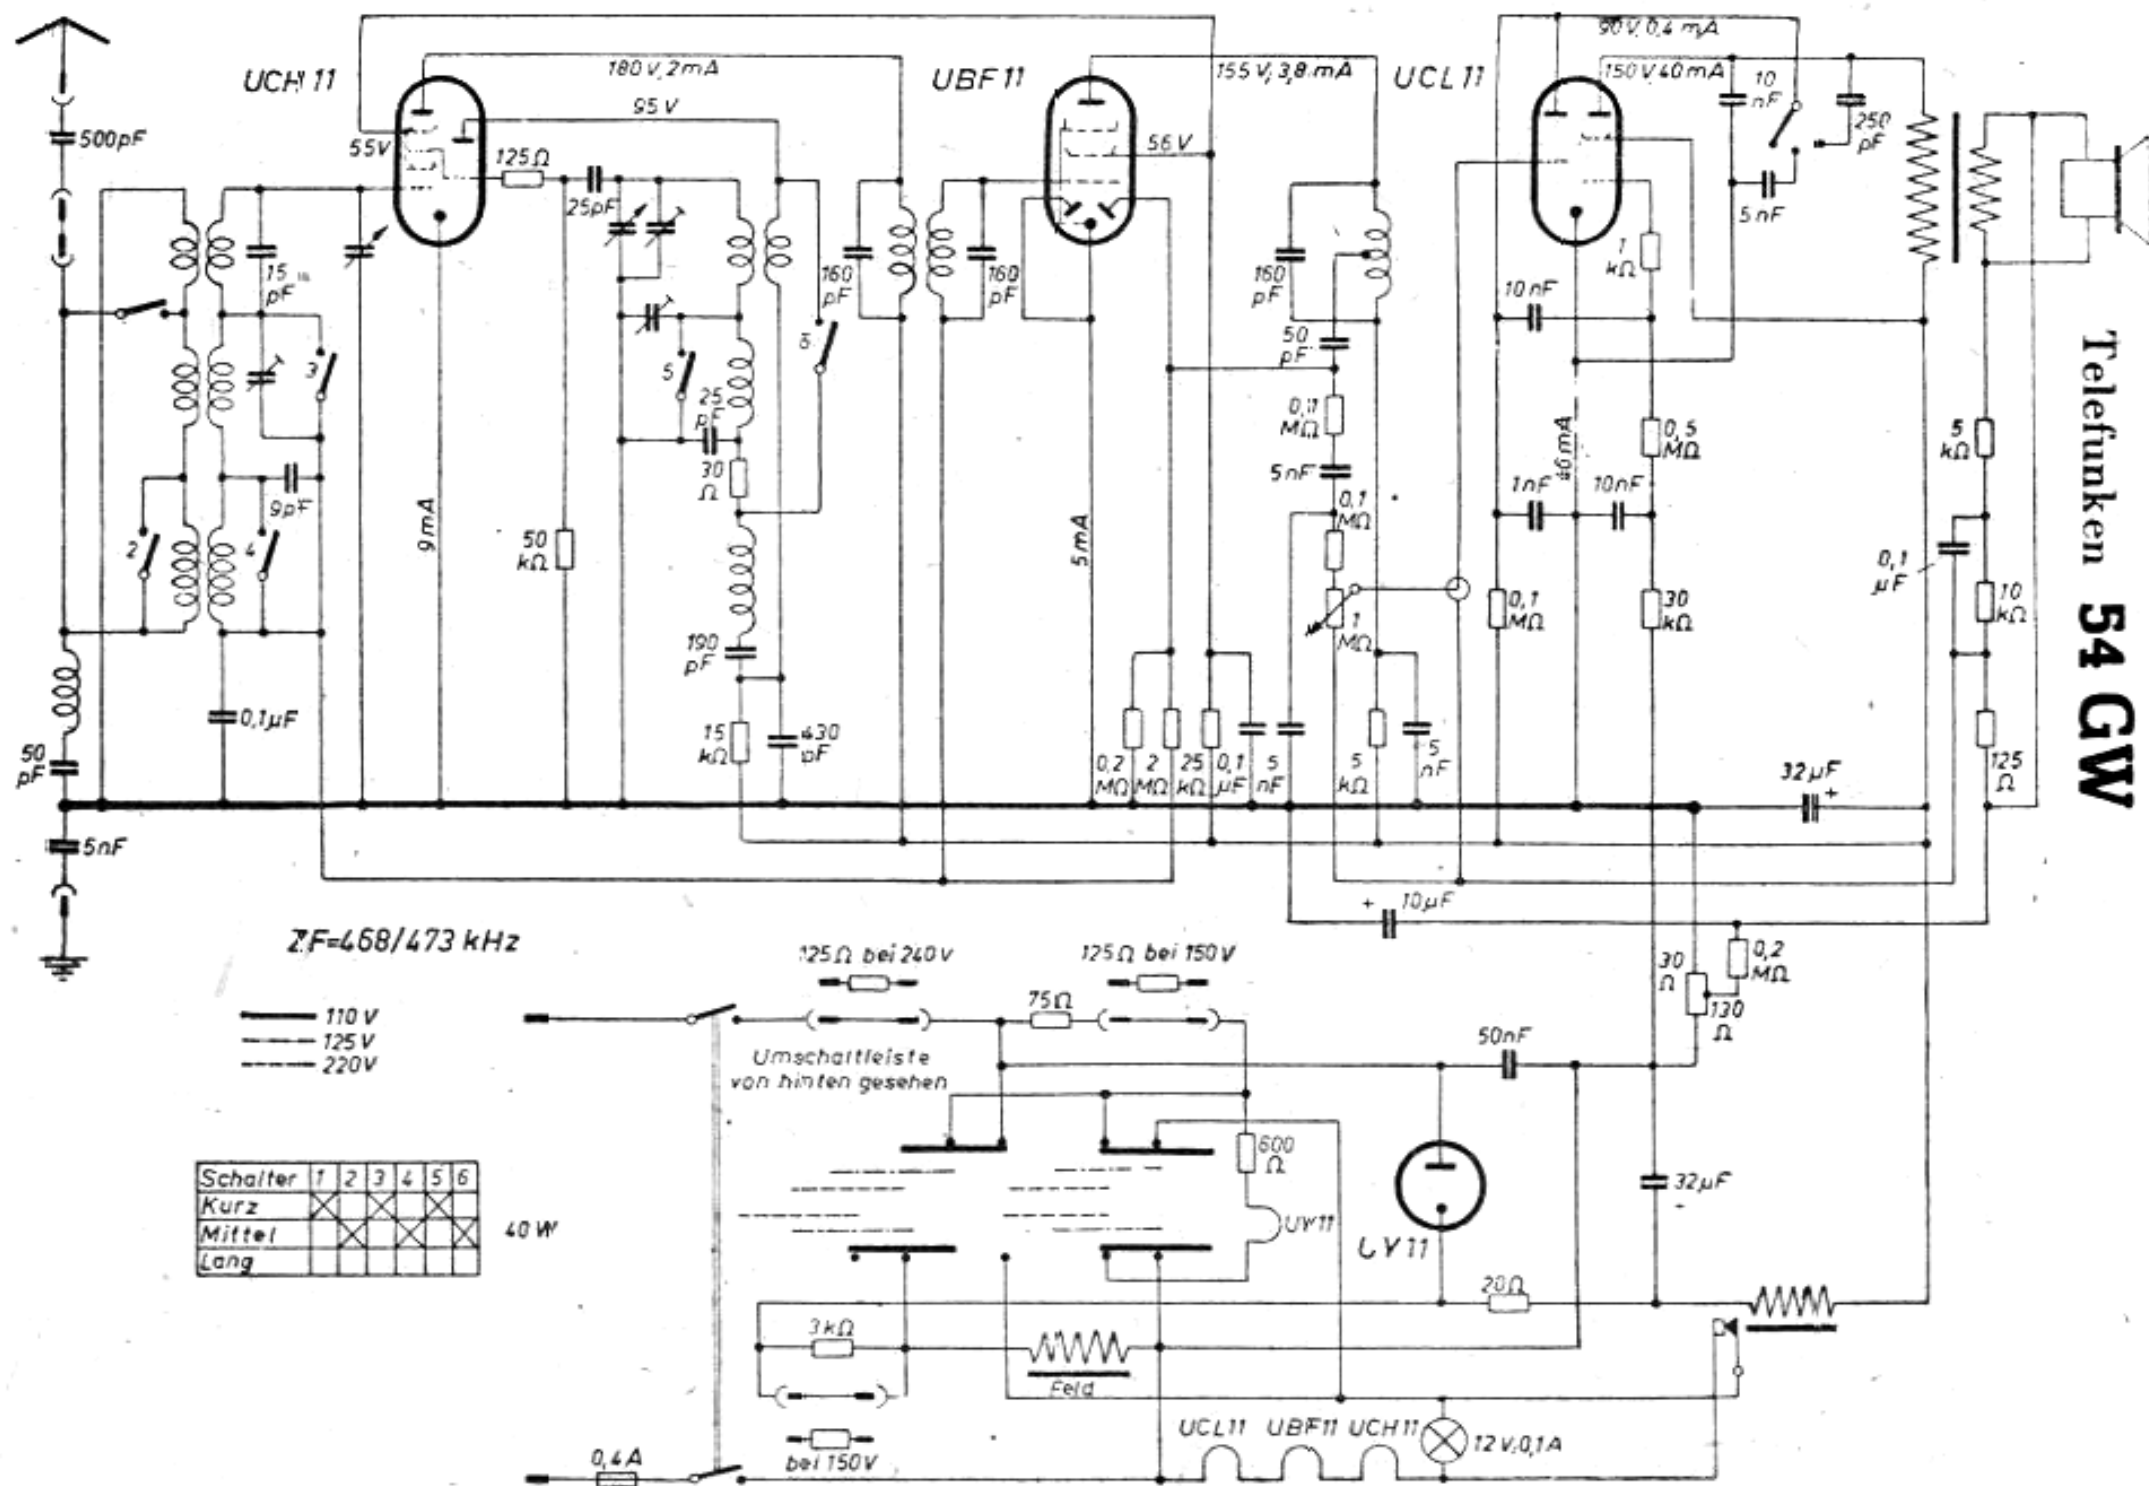 UCH 11
UBF 11
UCL 11
180 V, 2 mA
95 V
55 V
155 V, 3,8 mA
56 V
90 V, 0,4 mA
150 V 40 mA
500 pF
15 pF
125 Ω
25 pF
160 pF
160 pF
160 pF
50 pF
10 nF
250 pF
5 nF
1 kΩ
10 nF
3
5
6
25 pF
30 Ω
9 pF
2
4
9 mA
50 kΩ
5 mA
190 pF
0,1 µF
15 kΩ
430 pF
50 pF
5 nF
0,2 MΩ
2 MΩ
25 kΩ
0,1 µF
5 nF
MΩ
5 nF
0,1 MΩ
1 MΩ
5 kΩ
5 nF
0,5 MΩ
1 nF
10 nF
0,1 MΩ
30 kΩ
5 kΩ
0,1 µF
10 kΩ
125 Ω
32 µF
+
Telefunken 54 GW
+ 10 µF
0,2 MΩ
30 Ω
130 Ω
ZF=468/473 kHz
110 V
125 V
220 V
125 Ω bei 240 V
125 Ω bei 150 V
75 Ω
50 nF
Umschaltleiste
von hinten gesehen
600 Ω
UY 11
UY 11
32 µF
-
Schalter 1 2 3 4 5 6
Kurz
Mittel
Lang
40 W
20 Ω
3 kΩ
Feld
bei 150 V
0,4 A
UCL 11 UBF 11 UCH 11
12 V, 0,1 A